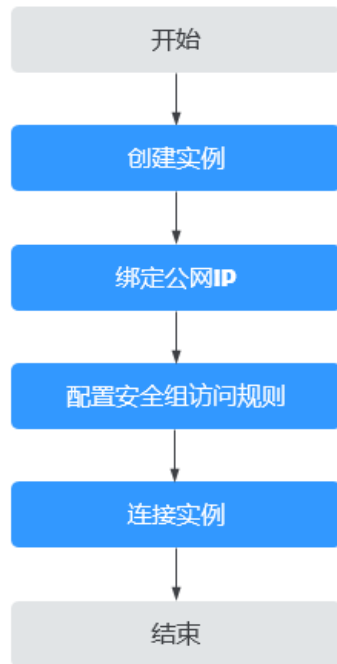 开始
创建实例
绑定公网IP
配置安全组访问规则
连接实例
结束